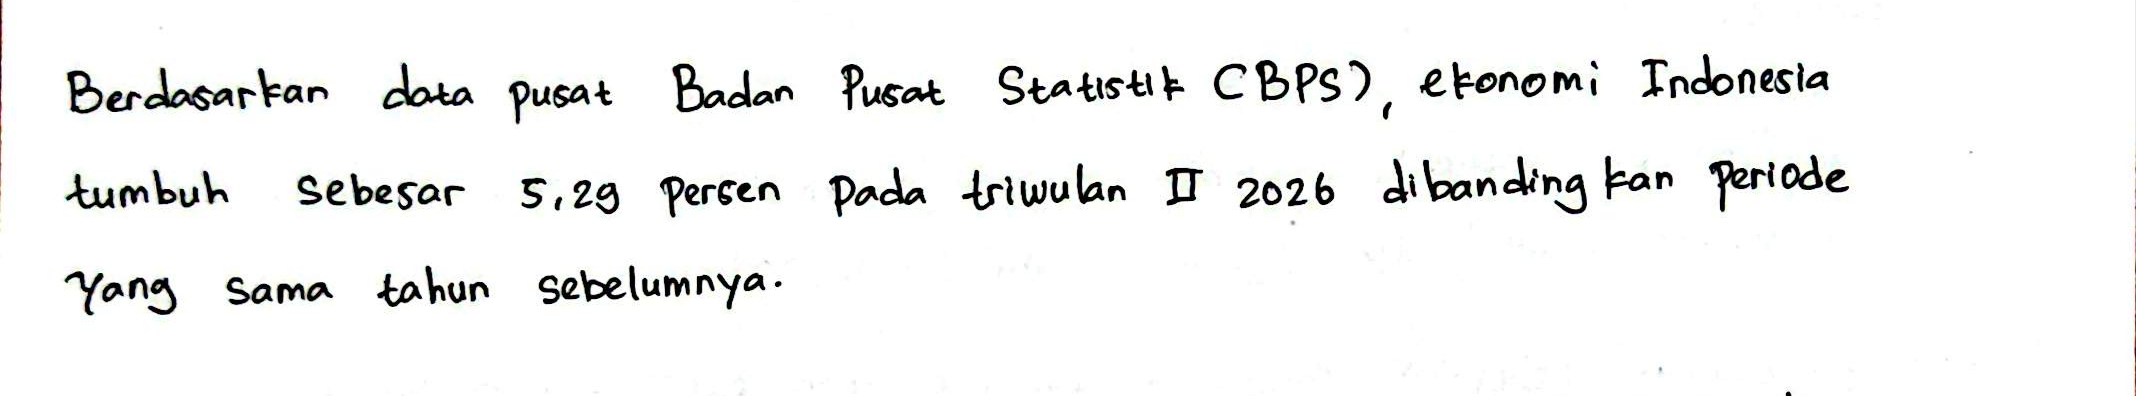 Berdasarkan data pusat Badan Pusat Statistik (BPS), ekonomi Indonesia
tumbuh sebesar 5,29 persen pada triwulan II 2026 dibandingkan periode
yang sama tahun sebelumnya.